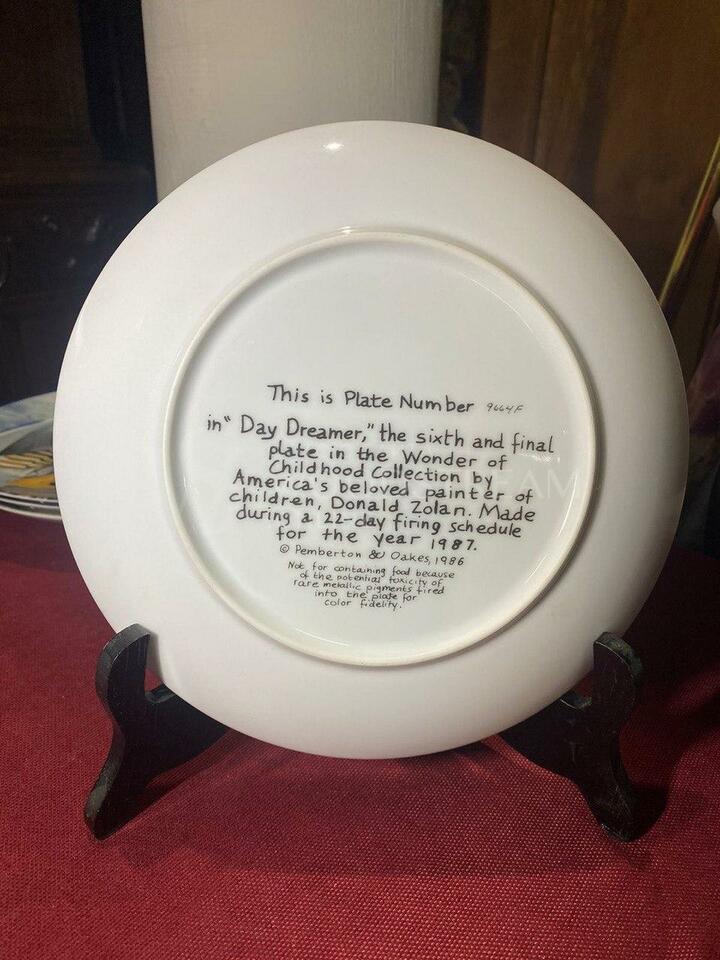 This is Plate Number 9664F
in "Day Dreamer," the sixth and final
plate in the Wonder of
Childhood Collection by
America's beloved painter of
children, Donald Zolan. Made
during a 22-day firing schedule
for the year 1987.
© Pemberton & Oakes, 1986
Not for containing food because
of the potential toxicity of
rare metallic pigments fired
into the plate for
color fidelity.